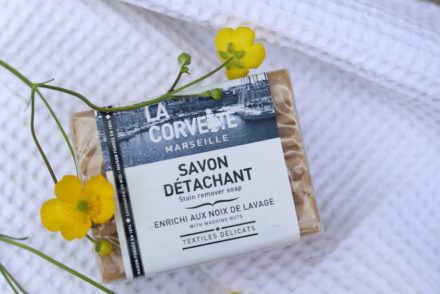 LA
CORVETTE
MARSEILLE
SAVON
DÉTACHANT
Stain remover soap
ENRICHI AUX NOIX DE LAVAGE
WITH WASHING NUTS
TEXTILES DÉLICATS